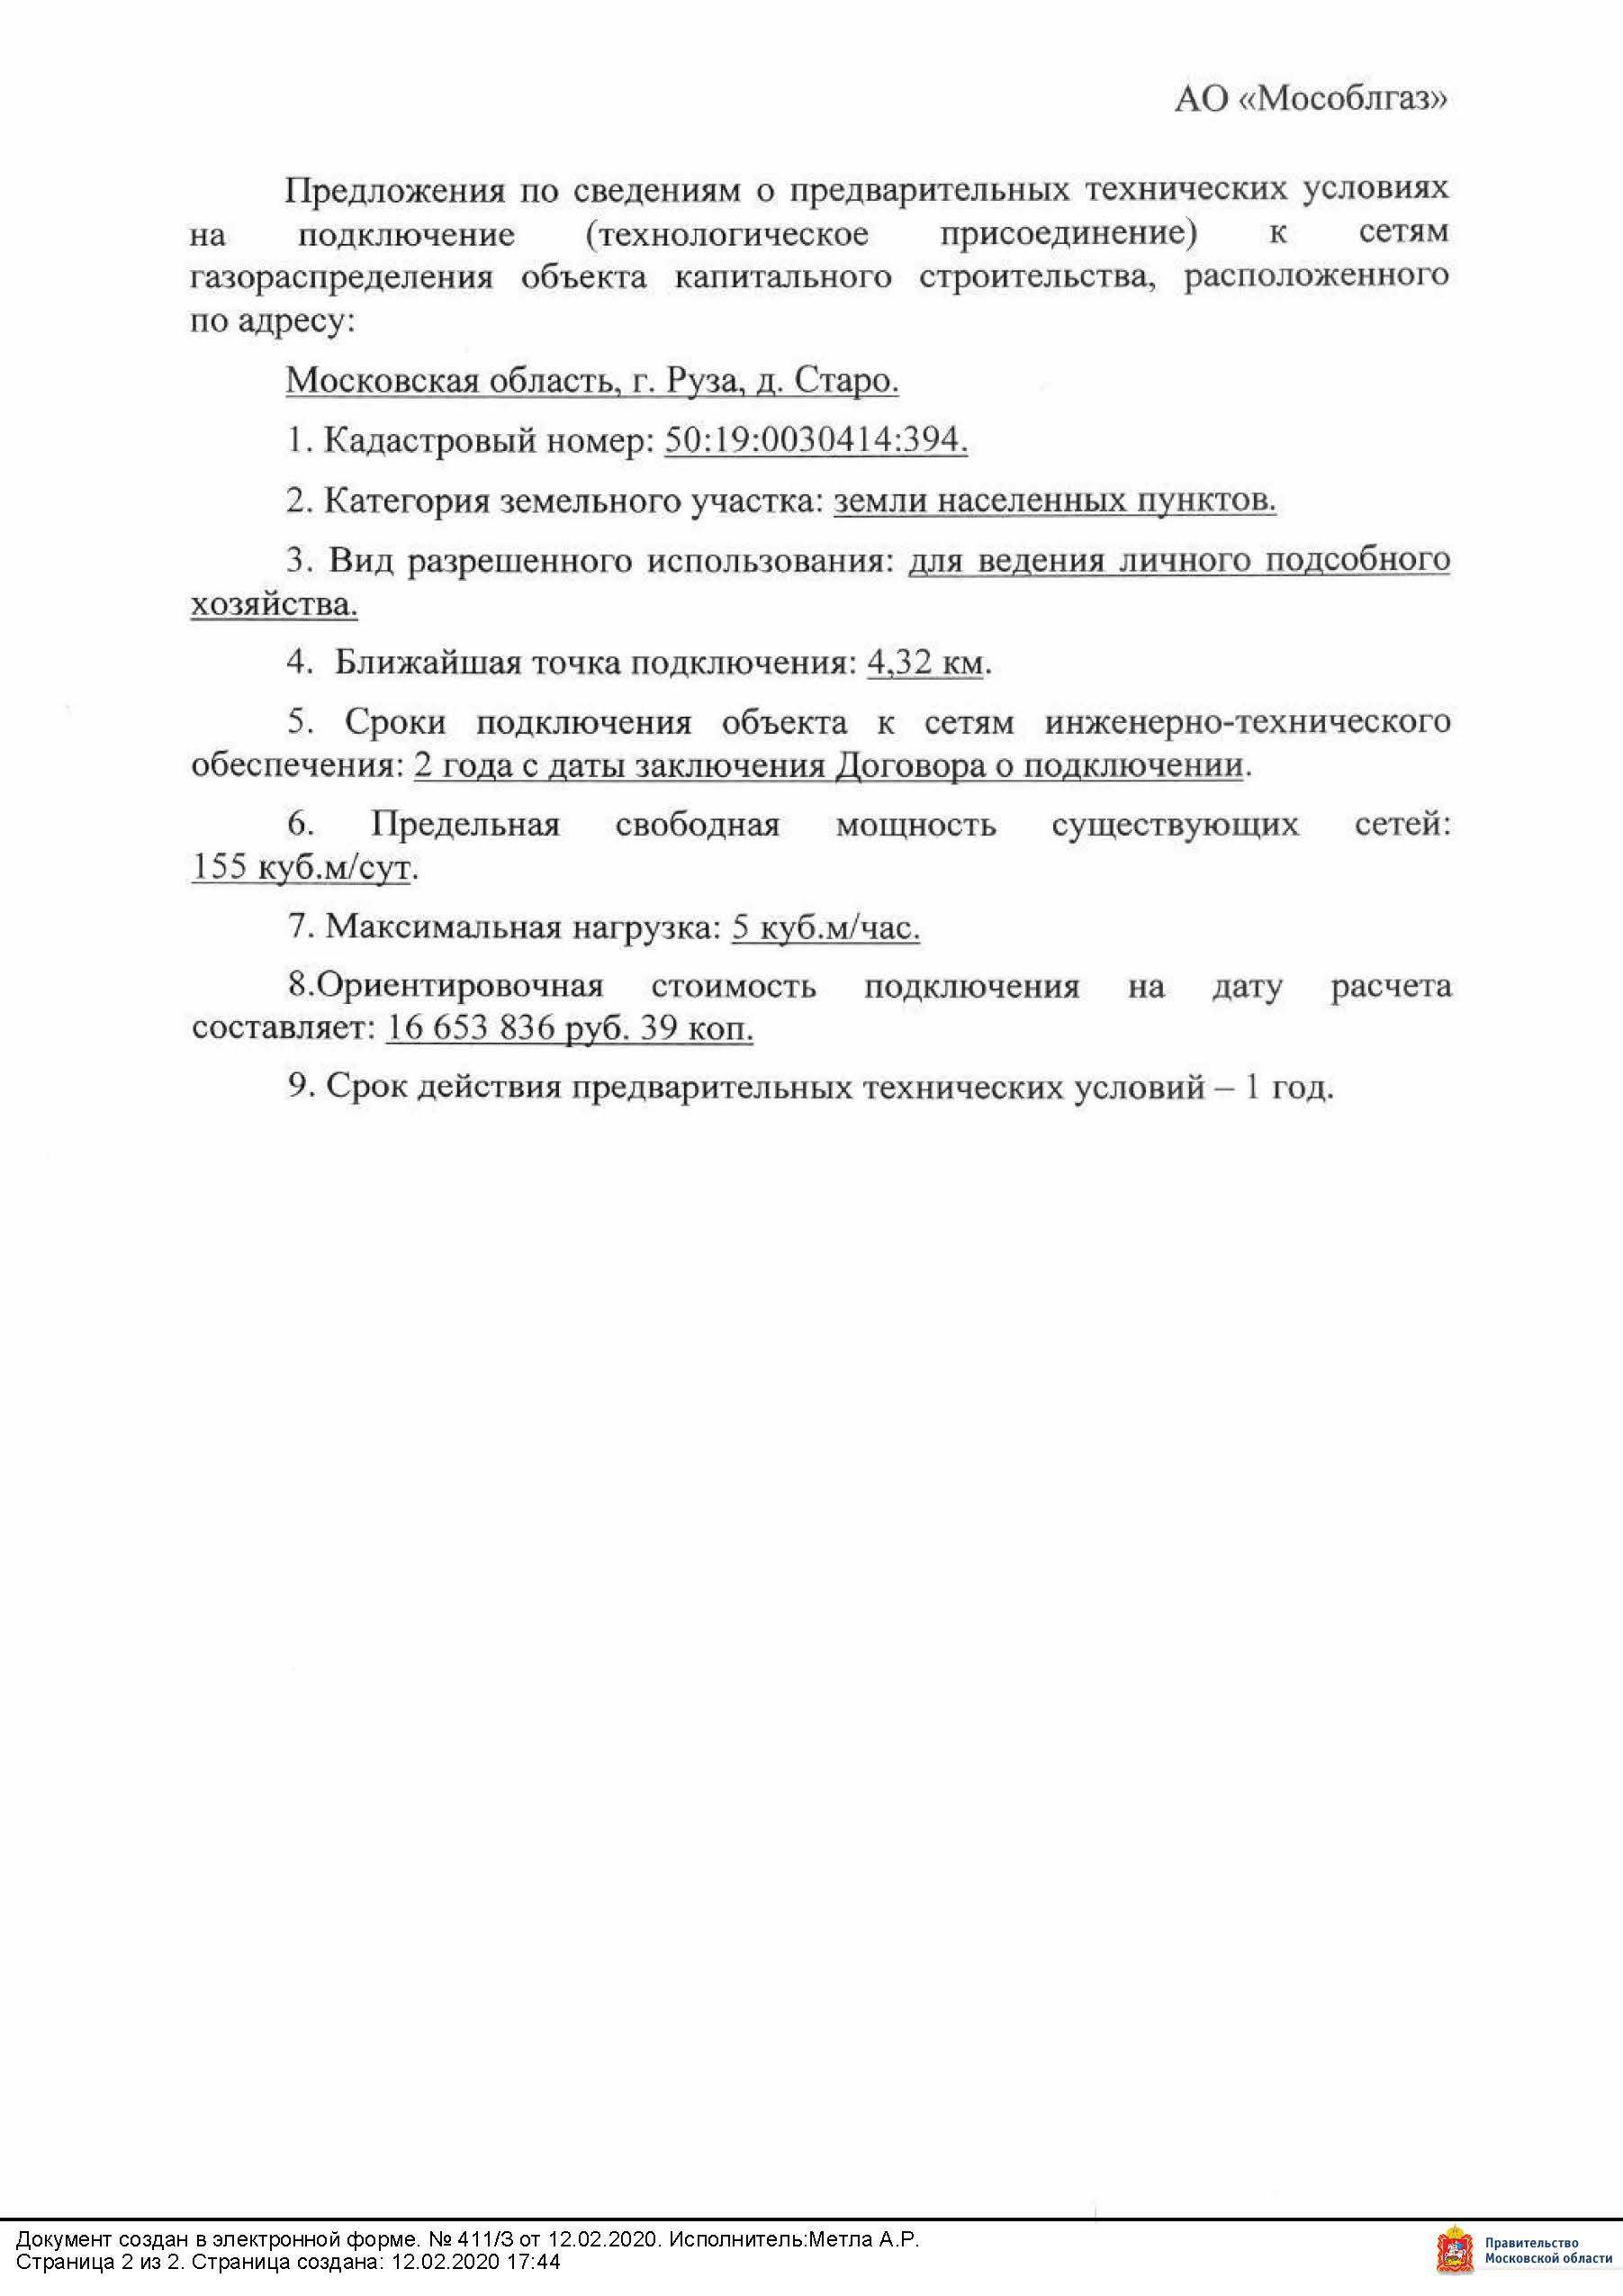 АО «Мособлгаз»
Предложения по сведениям о предварительных технических условиях
на подключение (технологическое присоединение) к сетям
газораспределения объекта капитального строительства, расположенного
по адресу:
Московская область, г. Руза, д. Старо.
1. Кадастровый номер: 50:19:0030414:394.
2. Категория земельного участка: земли населенных пунктов.
3. Вид разрешенного использования: для ведения личного подсобного
хозяйства.
4. Ближайшая точка подключения: 4,32 км.
5. Сроки подключения объекта к сетям инженерно-технического
обеспечения: 2 года с даты заключения Договора о подключении.
6. Предельная свободная мощность существующих сетей:
155 куб.м/сут.
7. Максимальная нагрузка: 5 куб.м/час.
8.Ориентировочная стоимость подключения на дату расчета
составляет: 16 653 836 руб. 39 коп.
9. Срок действия предварительных технических условий – 1 год.
Документ создан в электронной форме. № 411/З от 12.02.2020. Исполнитель:Метла А.Р.
Страница 2 из 2. Страница создана: 12.02.2020 17:44
Правительство
Московской области